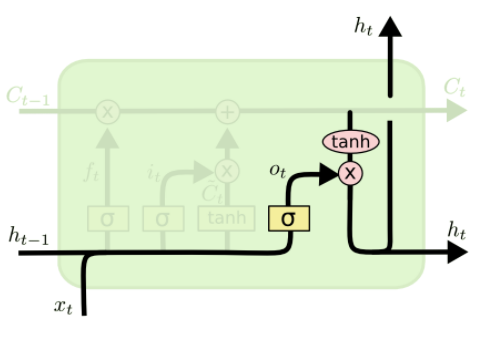 h_t
C_{t-1} C_t
x +
tanh
f_t i_t C̃_t x o_t x
σ σ tanh σ
h_{t-1} h_t
x_t